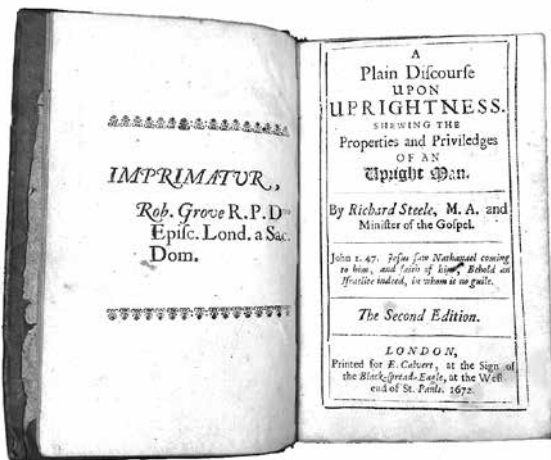 IMPRIMATVR,
Rob. Grove R.P.D
Episc. Lond. a Sac.
Dom.
A
Plain Discourse
UPON
UPRIGHTNESS.
SHEWING THE
Properties and Priviledges
OF AN
Upright Man.
By Richard Steele, M. A. and
Minister of the Gospel.
John 1. 47. Jesus saw Nathanael coming
to him, and saith of him, Behold an
Israelite indeed, in whom is no guile.
The Second Edition.
LONDON,
Printed for E. Calvert, at the Sign of
the Black-spread-Eagle, at the West
end of St. Pauls. 1672.